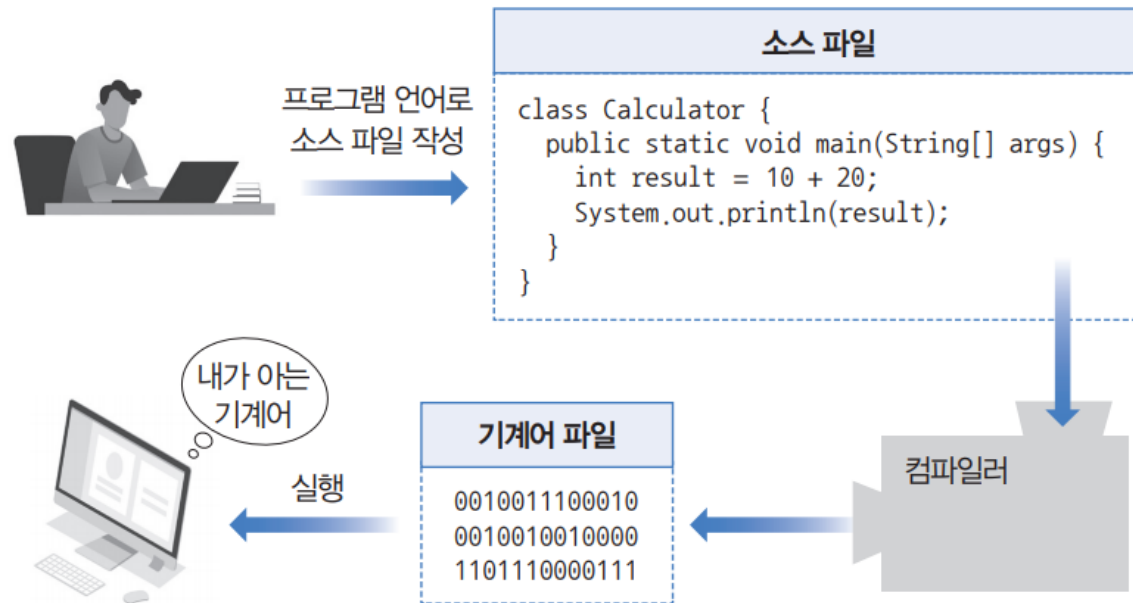 프로그램 언어로
소스 파일 작성
소스 파일
class Calculator {
  public static void main(String[] args) {
    int result = 10 + 20;
    System.out.println(result);
  }
}
컴파일러
기계어 파일
0010011100010
0010010010000
1101110000111
실행
내가 아는
기계어